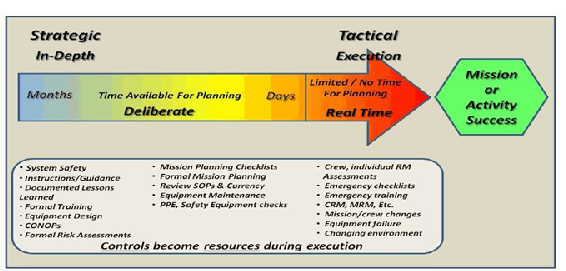 Strategic
Tactical
In-Depth
Execution
Months
Time Available For Planning
Days
Limited / No Time
For Planning
Deliberate
Real Time
Mission
or
Activity
Success
• System Safety
• Instructions/Guidance
• Documented Lessons
Learned
• Formal Training
• Equipment Design
• CONOPs
• Formal Risk Assessments
• Mission Planning Checklists
• Formal Mission Planning
• Review SOPs & Currency
• Equipment Maintenance
• PPE, Safety Equipment checks
• Crew, individual RM
Assessments
• Emergency checklists
• Emergency training
• CRM, MRM, Etc.
• Mission/crew changes
• Equipment failure
• Changing environment
Controls become resources during execution